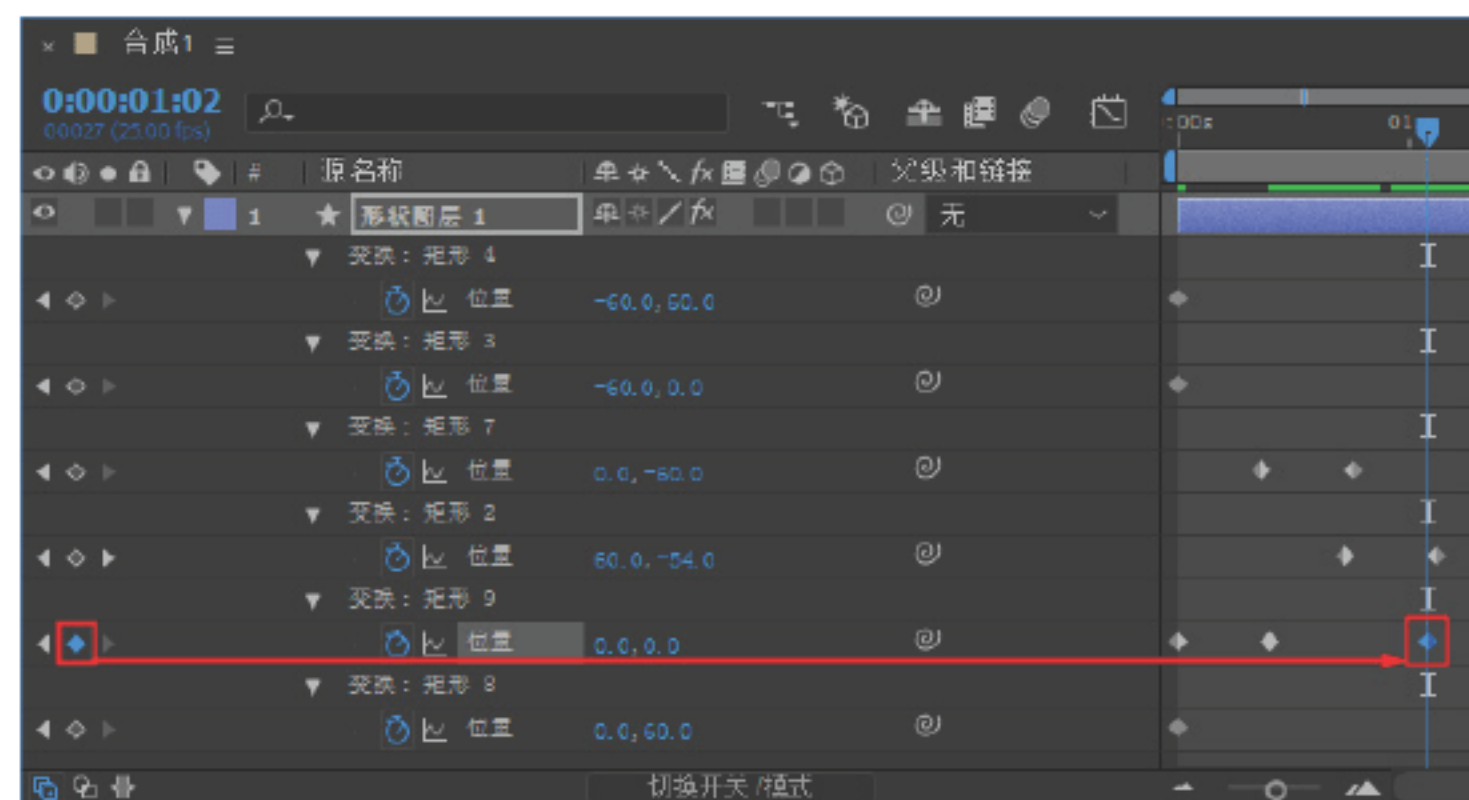 合成1
0:00:01:02
00027 (25.00 fps)
:00s 01
# 源名称 fx 父级和链接
1 形状图层 1 fx 无
变换：矩形 4
位置 -60.0,60.0
变换：矩形 3
位置 -60.0,0.0
变换：矩形 7
位置 0.0,-60.0
变换：矩形 2
位置 60.0,-54.0
变换：矩形 9
位置 0.0,0.0
变换：矩形 8
位置 0.0,60.0
切换开关/模式